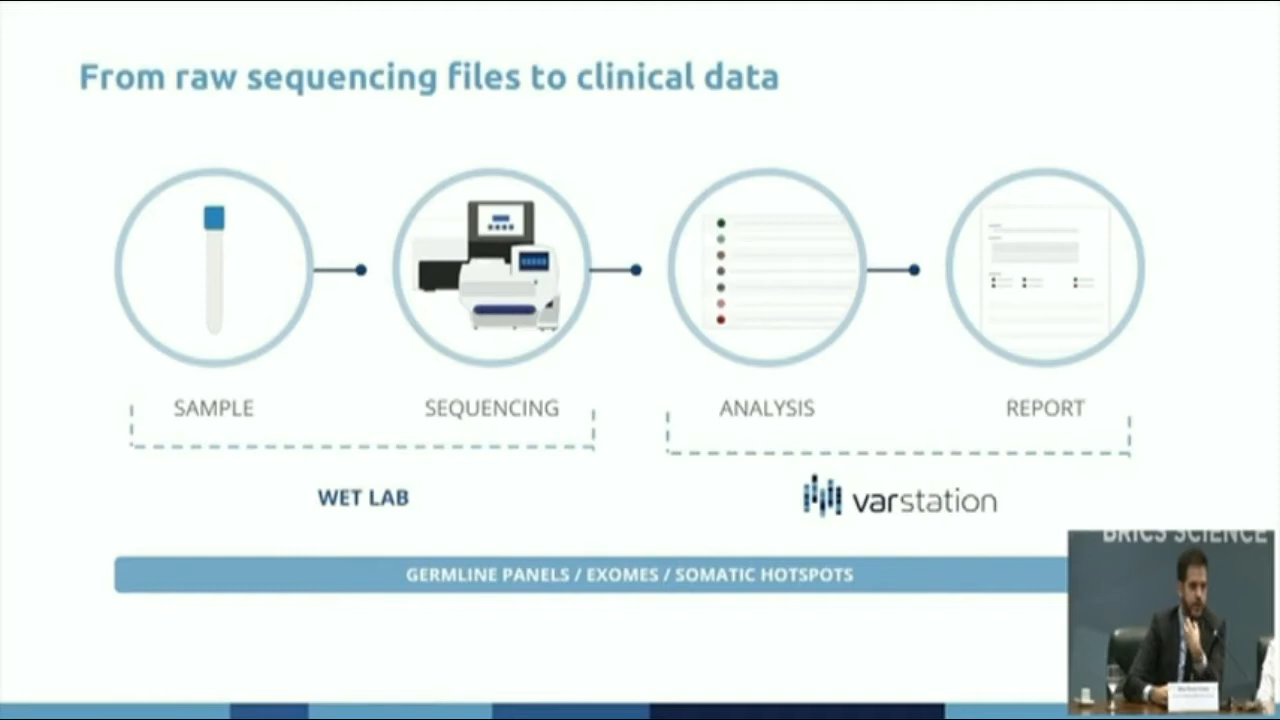 From raw sequencing files to clinical data
SAMPLE
SEQUENCING
ANALYSIS
REPORT
WET LAB
varstation
GERMLINE PANELS / EXOMES / SOMATIC HOTSPOTS
BRICS SCIENCE